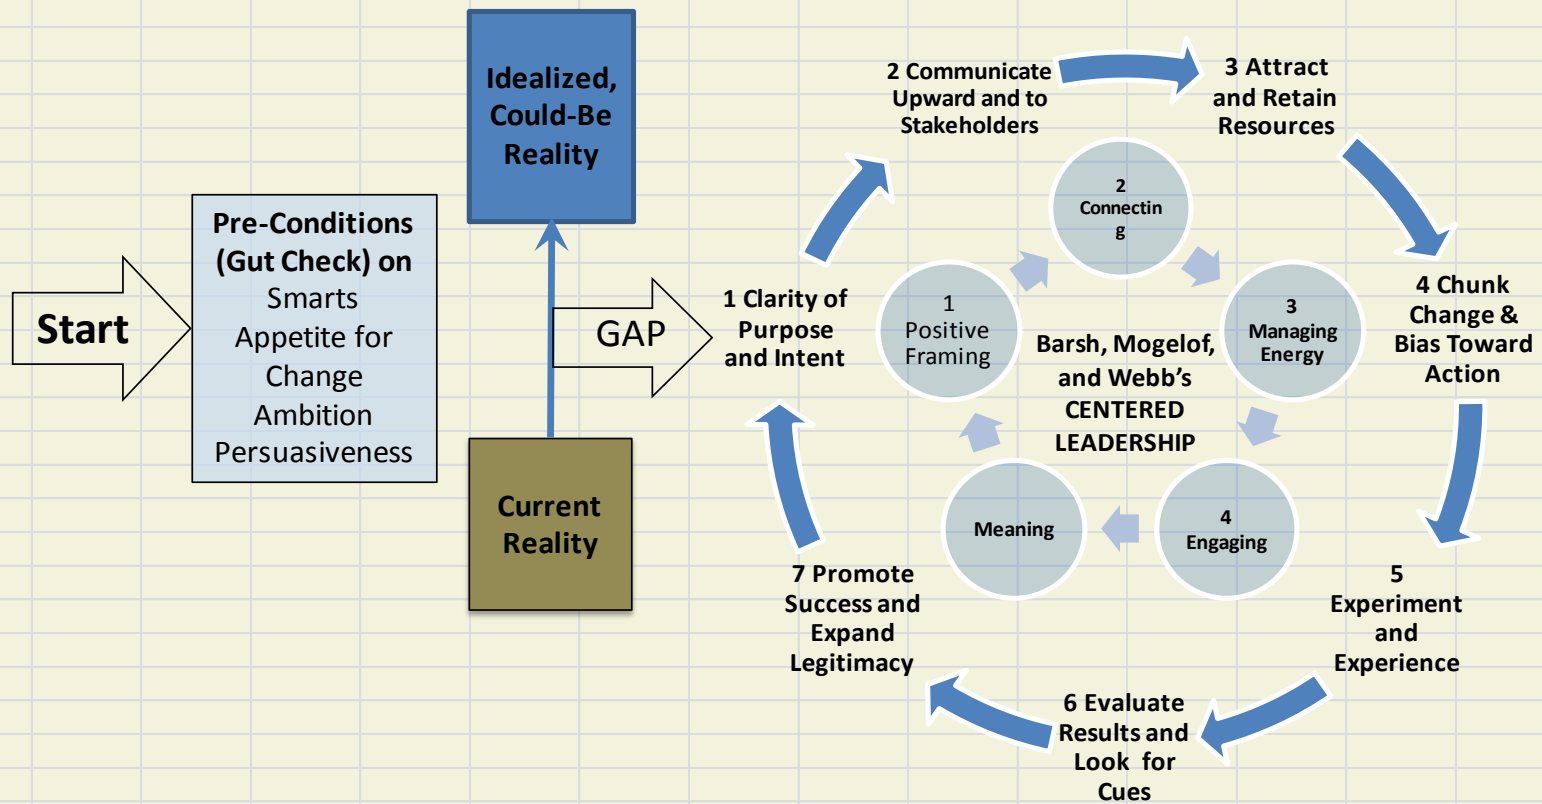 Start
Pre-Conditions
(Gut Check) on
Smarts
Appetite for
Change
Ambition
Persuasiveness
Idealized,
Could-Be
Reality
Current
Reality
GAP
1 Clarity of
Purpose
and Intent
2 Communicate
Upward and to
Stakeholders
3 Attract
and Retain
Resources
4 Chunk
Change &
Bias Toward
Action
5
Experiment
and
Experience
6 Evaluate
Results and
Look for
Cues
7 Promote
Success and
Expand
Legitimacy
1
Positive
Framing
2
Connectin
g
3
Managing
Energy
4
Engaging
Meaning
Barsh, Mogelof,
and Webb's
CENTERED
LEADERSHIP